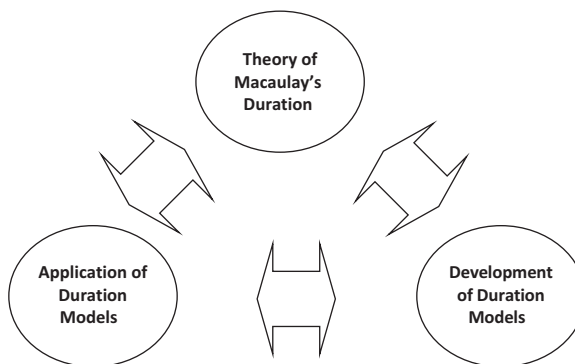 Theory of
Macaulay’s
Duration
Application of
Duration
Models
Development
of Duration
Models